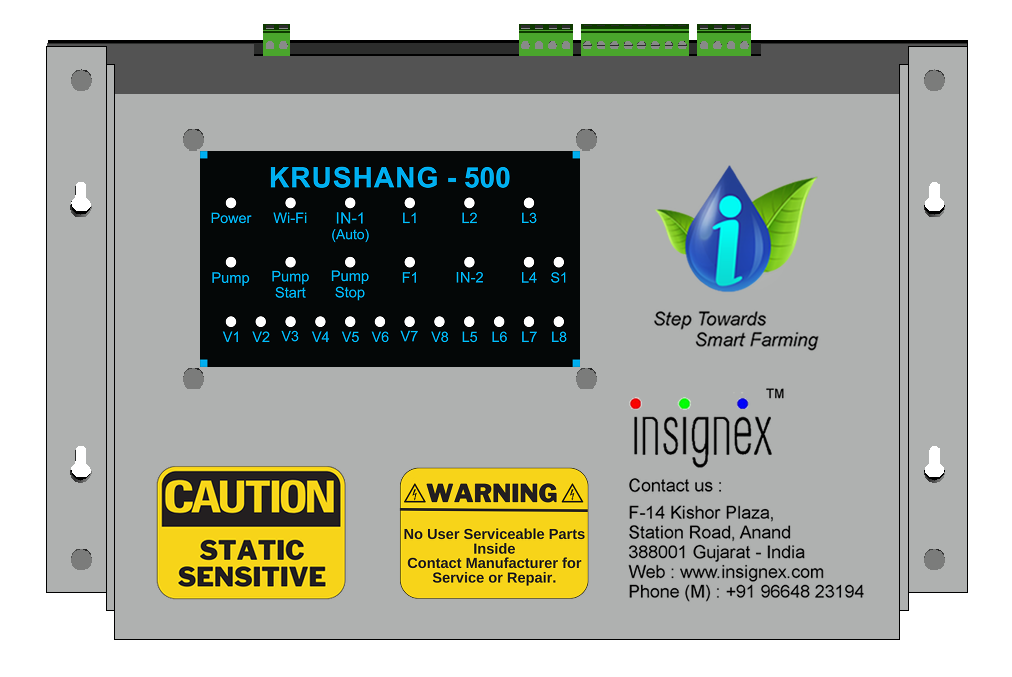 KRUSHANG - 500
Power Wi-Fi IN-1 L1 L2 L3
(Auto)
Pump Pump Pump F1 IN-2 L4 S1
Start Stop
V1 V2 V3 V4 V5 V6 V7 V8 L5 L6 L7 L8
i
Step Towards
Smart Farming
insignex TM
CAUTION
STATIC
SENSITIVE
WARNING
No User Serviceable Parts
Inside
Contact Manufacturer for
Service or Repair.
Contact us :
F-14 Kishor Plaza,
Station Road, Anand
388001 Gujarat - India
Web : www.insignex.com
Phone (M) : +91 96648 23194